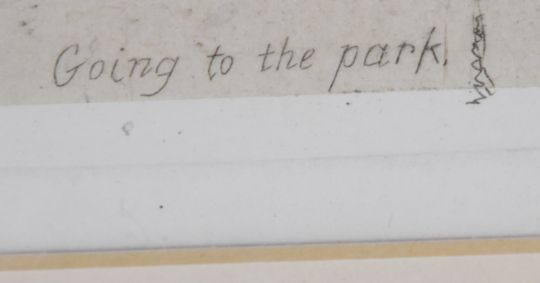 Going to the park.